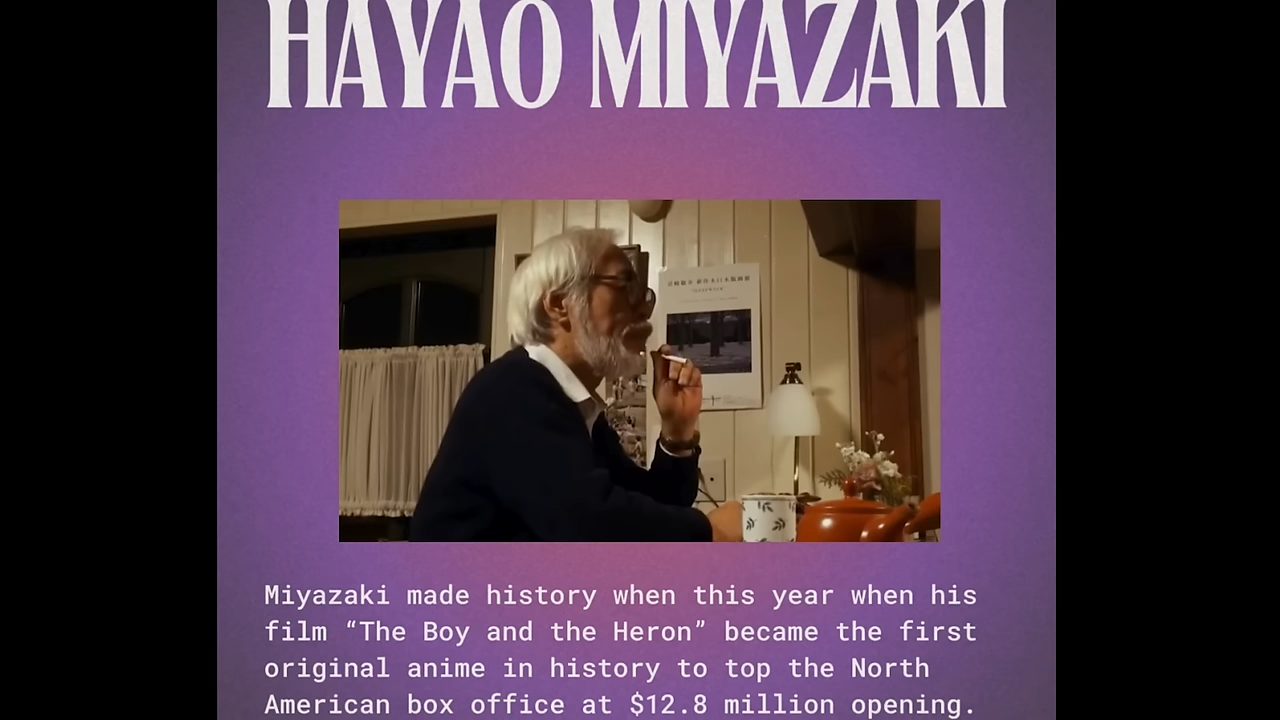 HAYAO MIYAZAKI
Miyazaki made history when this year when his
film “The Boy and the Heron” became the first
original anime in history to top the North
American box office at $12.8 million opening.